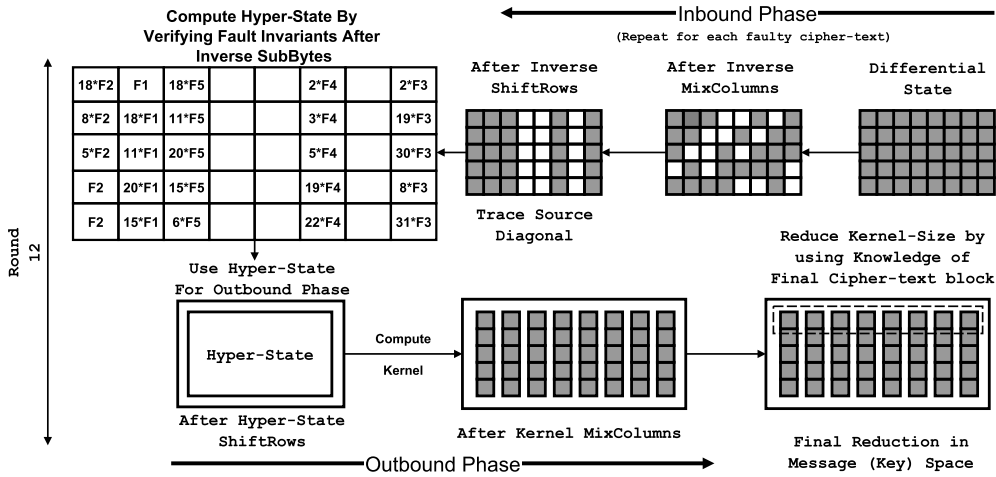 Compute Hyper-State By
Verifying Fault Invariants After
Inverse SubBytes
Inbound Phase
(Repeat for each faulty cipher-text)
After Inverse
ShiftRows
After Inverse
MixColumns
Differential
State
18*F2 F1 18*F5 2*F4 2*F3
8*F2 18*F1 11*F5 3*F4 19*F3
5*F2 11*F1 20*F5 5*F4 30*F3
F2 20*F1 15*F5 19*F4 8*F3
F2 15*F1 6*F5 22*F4 31*F3
Trace Source
Diagonal
Round
12
Use Hyper-State
For Outbound Phase
Reduce Kernel-Size by
using Knowledge of
Final Cipher-text block
Hyper-State
Compute
Kernel
After Hyper-State
ShiftRows
After Kernel MixColumns
Final Reduction in
Message (Key) Space
Outbound Phase